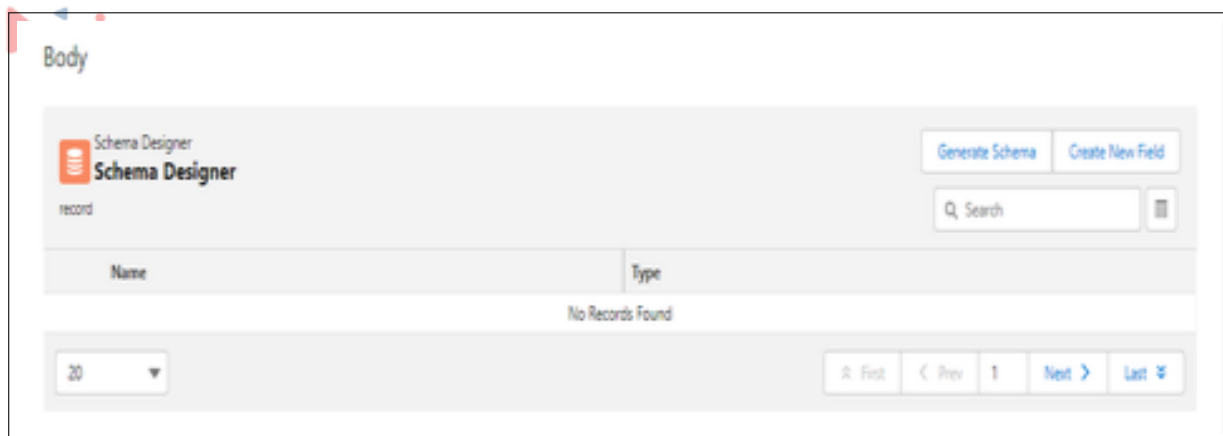 Body
Schema Designer
Schema Designer
Generate Schema Create New Field
record
Search
Name Type
No Records Found
20
First Prev 1 Next Last